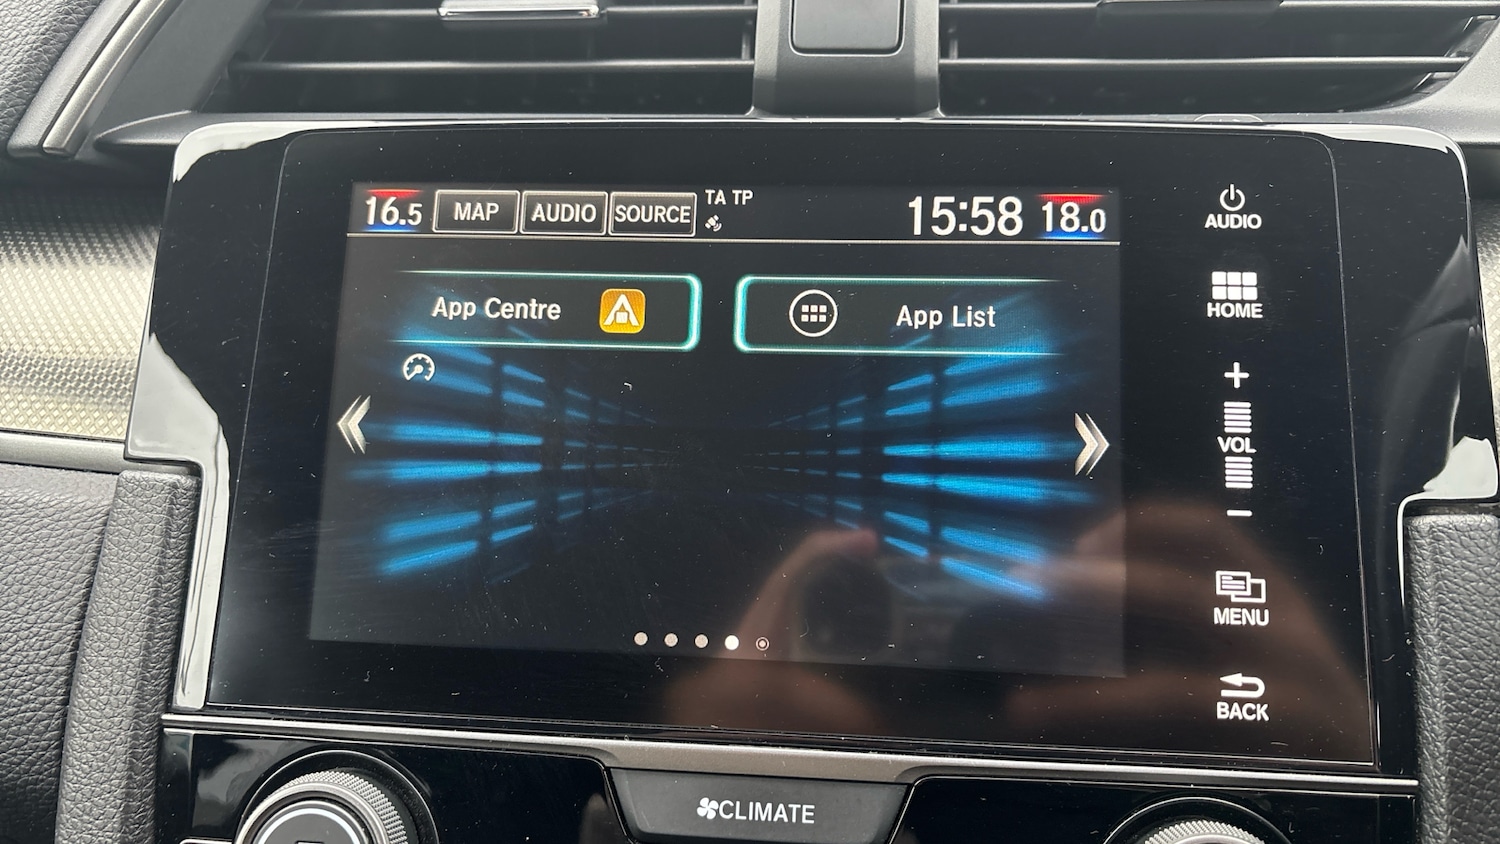 16.5 MAP AUDIO SOURCE TA TP 15:58 18.0
App Centre
App List
AUDIO
HOME
+
VOL
−
MENU
BACK
CLIMATE